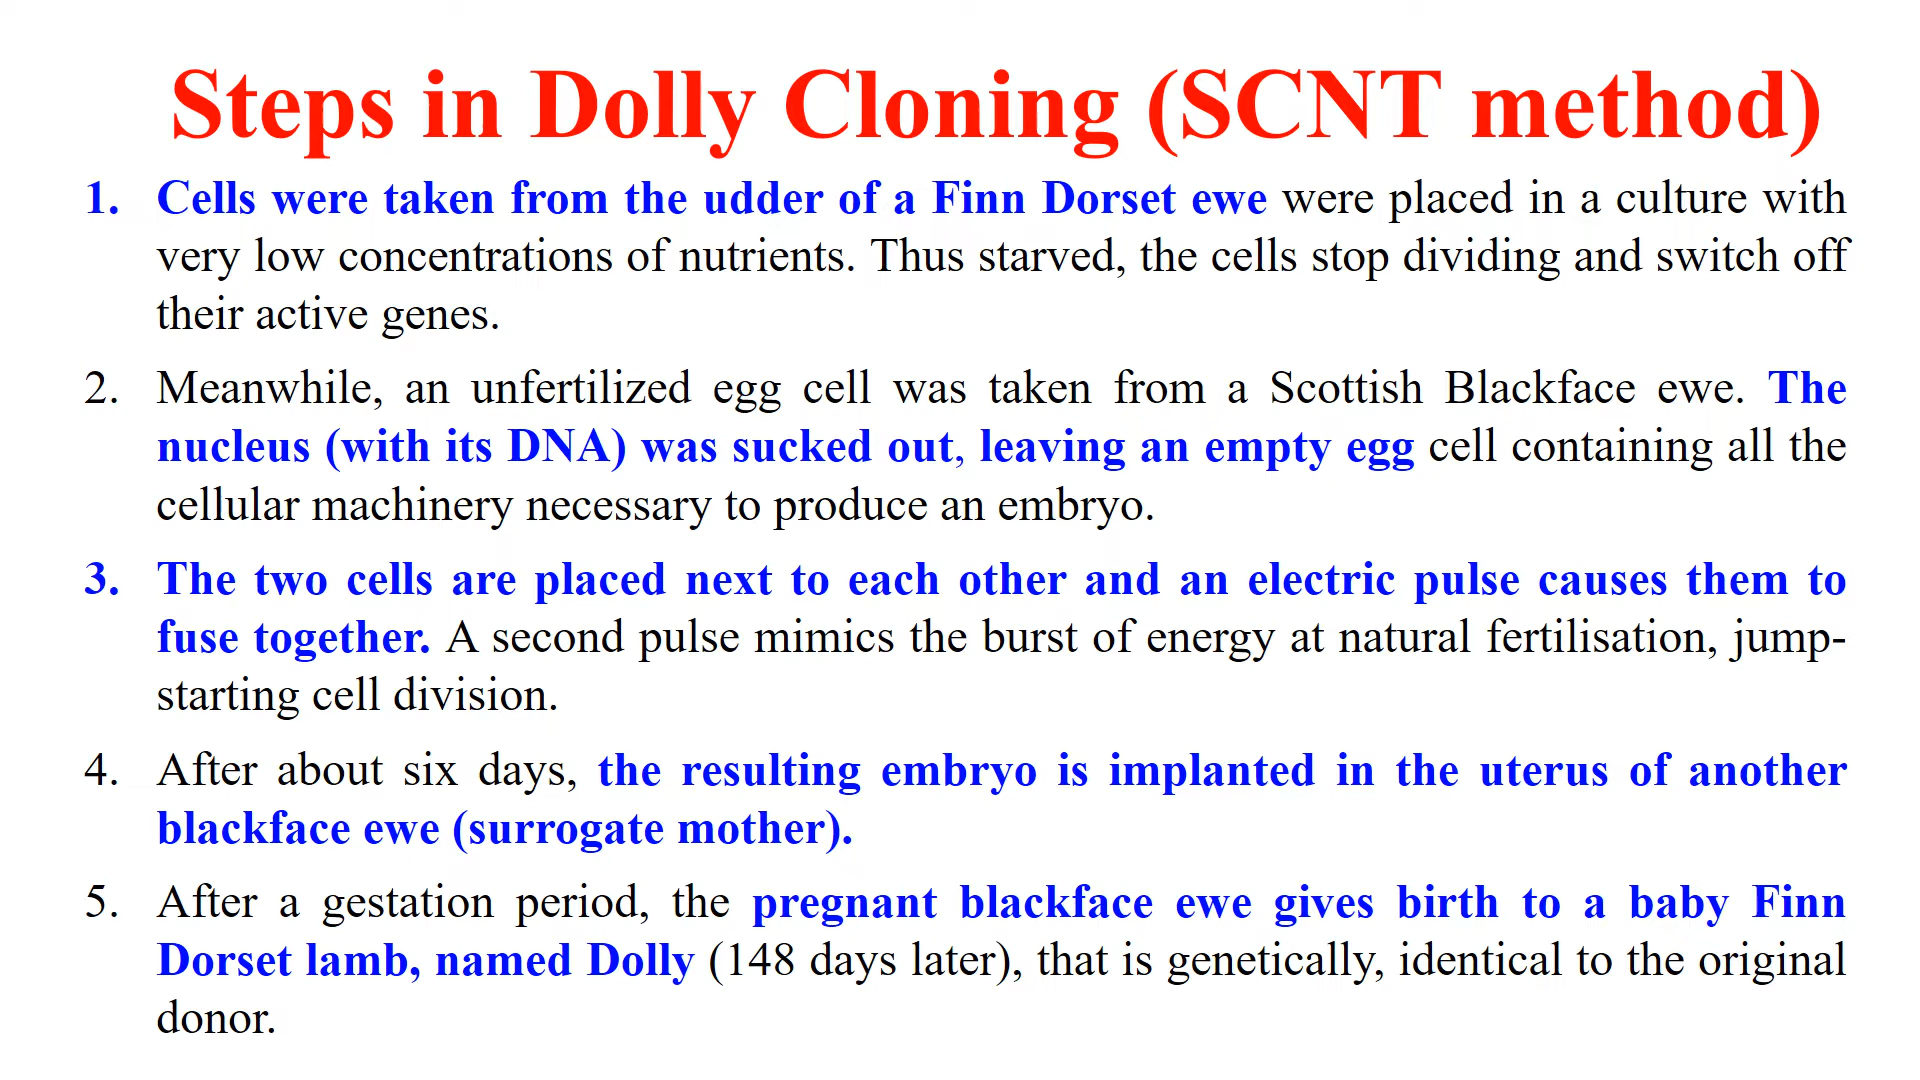 Steps in Dolly Cloning (SCNT method)
1. Cells were taken from the udder of a Finn Dorset ewe were placed in a culture with
very low concentrations of nutrients. Thus starved, the cells stop dividing and switch off
their active genes.
2. Meanwhile, an unfertilized egg cell was taken from a Scottish Blackface ewe. The
nucleus (with its DNA) was sucked out, leaving an empty egg cell containing all the
cellular machinery necessary to produce an embryo.
3. The two cells are placed next to each other and an electric pulse causes them to
fuse together. A second pulse mimics the burst of energy at natural fertilisation, jump-
starting cell division.
4. After about six days, the resulting embryo is implanted in the uterus of another
blackface ewe (surrogate mother).
5. After a gestation period, the pregnant blackface ewe gives birth to a baby Finn
Dorset lamb, named Dolly (148 days later), that is genetically, identical to the original
donor.